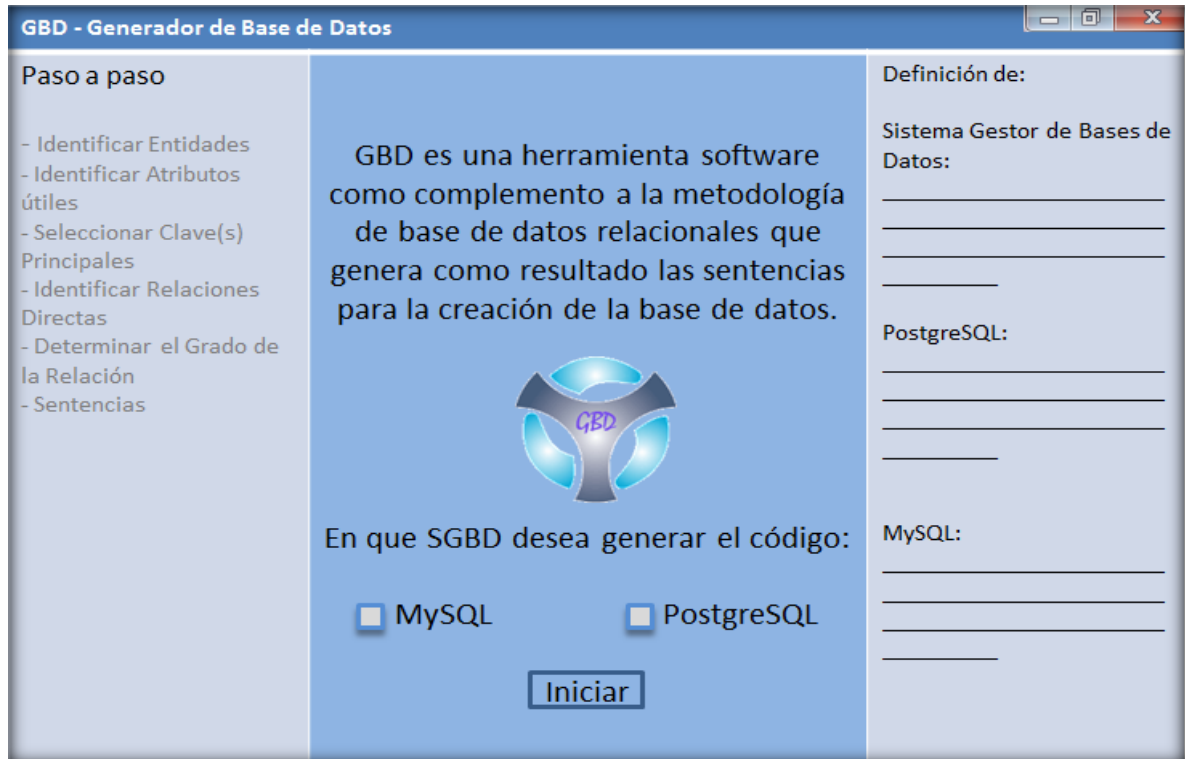 GBD - Generador de Base de Datos
Paso a paso
- Identificar Entidades
- Identificar Atributos
útiles
- Seleccionar Clave(s)
Principales
- Identificar Relaciones
Directas
- Determinar el Grado de
la Relación
- Sentencias
GBD es una herramienta software
como complemento a la metodología
de base de datos relacionales que
genera como resultado las sentencias
para la creación de la base de datos.
GBD
En que SGBD desea generar el código:
MySQL
PostgreSQL
Iniciar
Definición de:
Sistema Gestor de Bases de
Datos:
PostgreSQL:
MySQL: